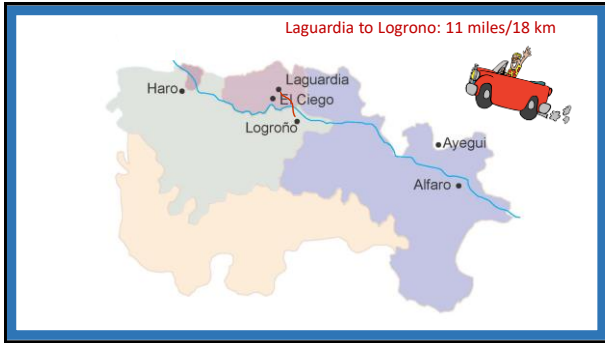 Laguardia to Logrono: 11 miles/18 km
Laguardia
Haro
El Ciego
Logroño
Ayegui
Alfaro